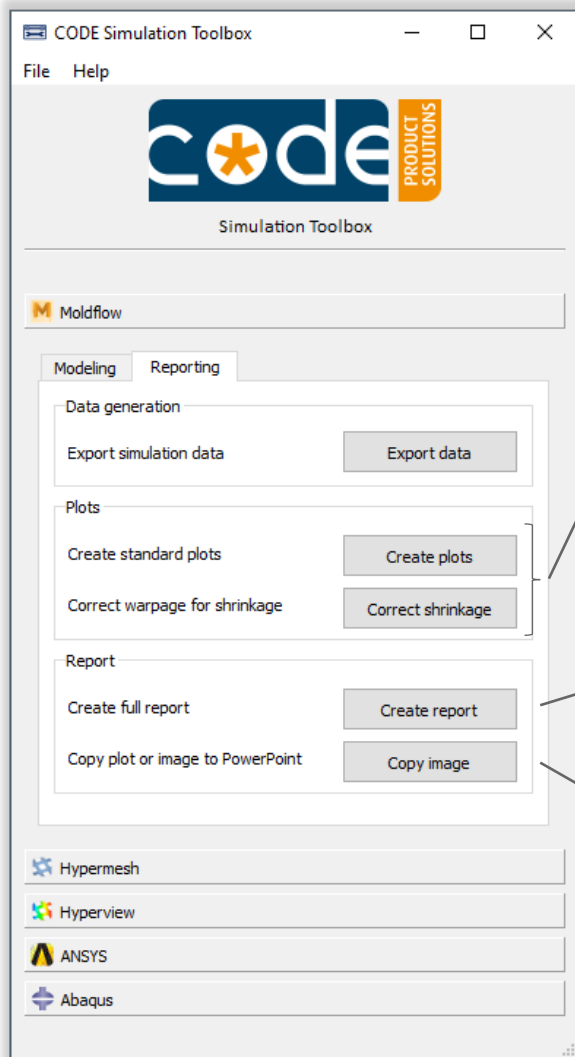 CODE Simulation Toolbox
File Help
code
PRODUCT
SOLUTIONS
Simulation Toolbox
Moldflow
Modeling Reporting
Data generation
Export simulation data Export data
Plots
Create standard plots Create plots
Correct warpage for shrinkage Correct shrinkage
Report
Create full report Create report
Copy plot or image to PowerPoint Copy image
Hypermesh
Hyperview
ANSYS
Abaqus